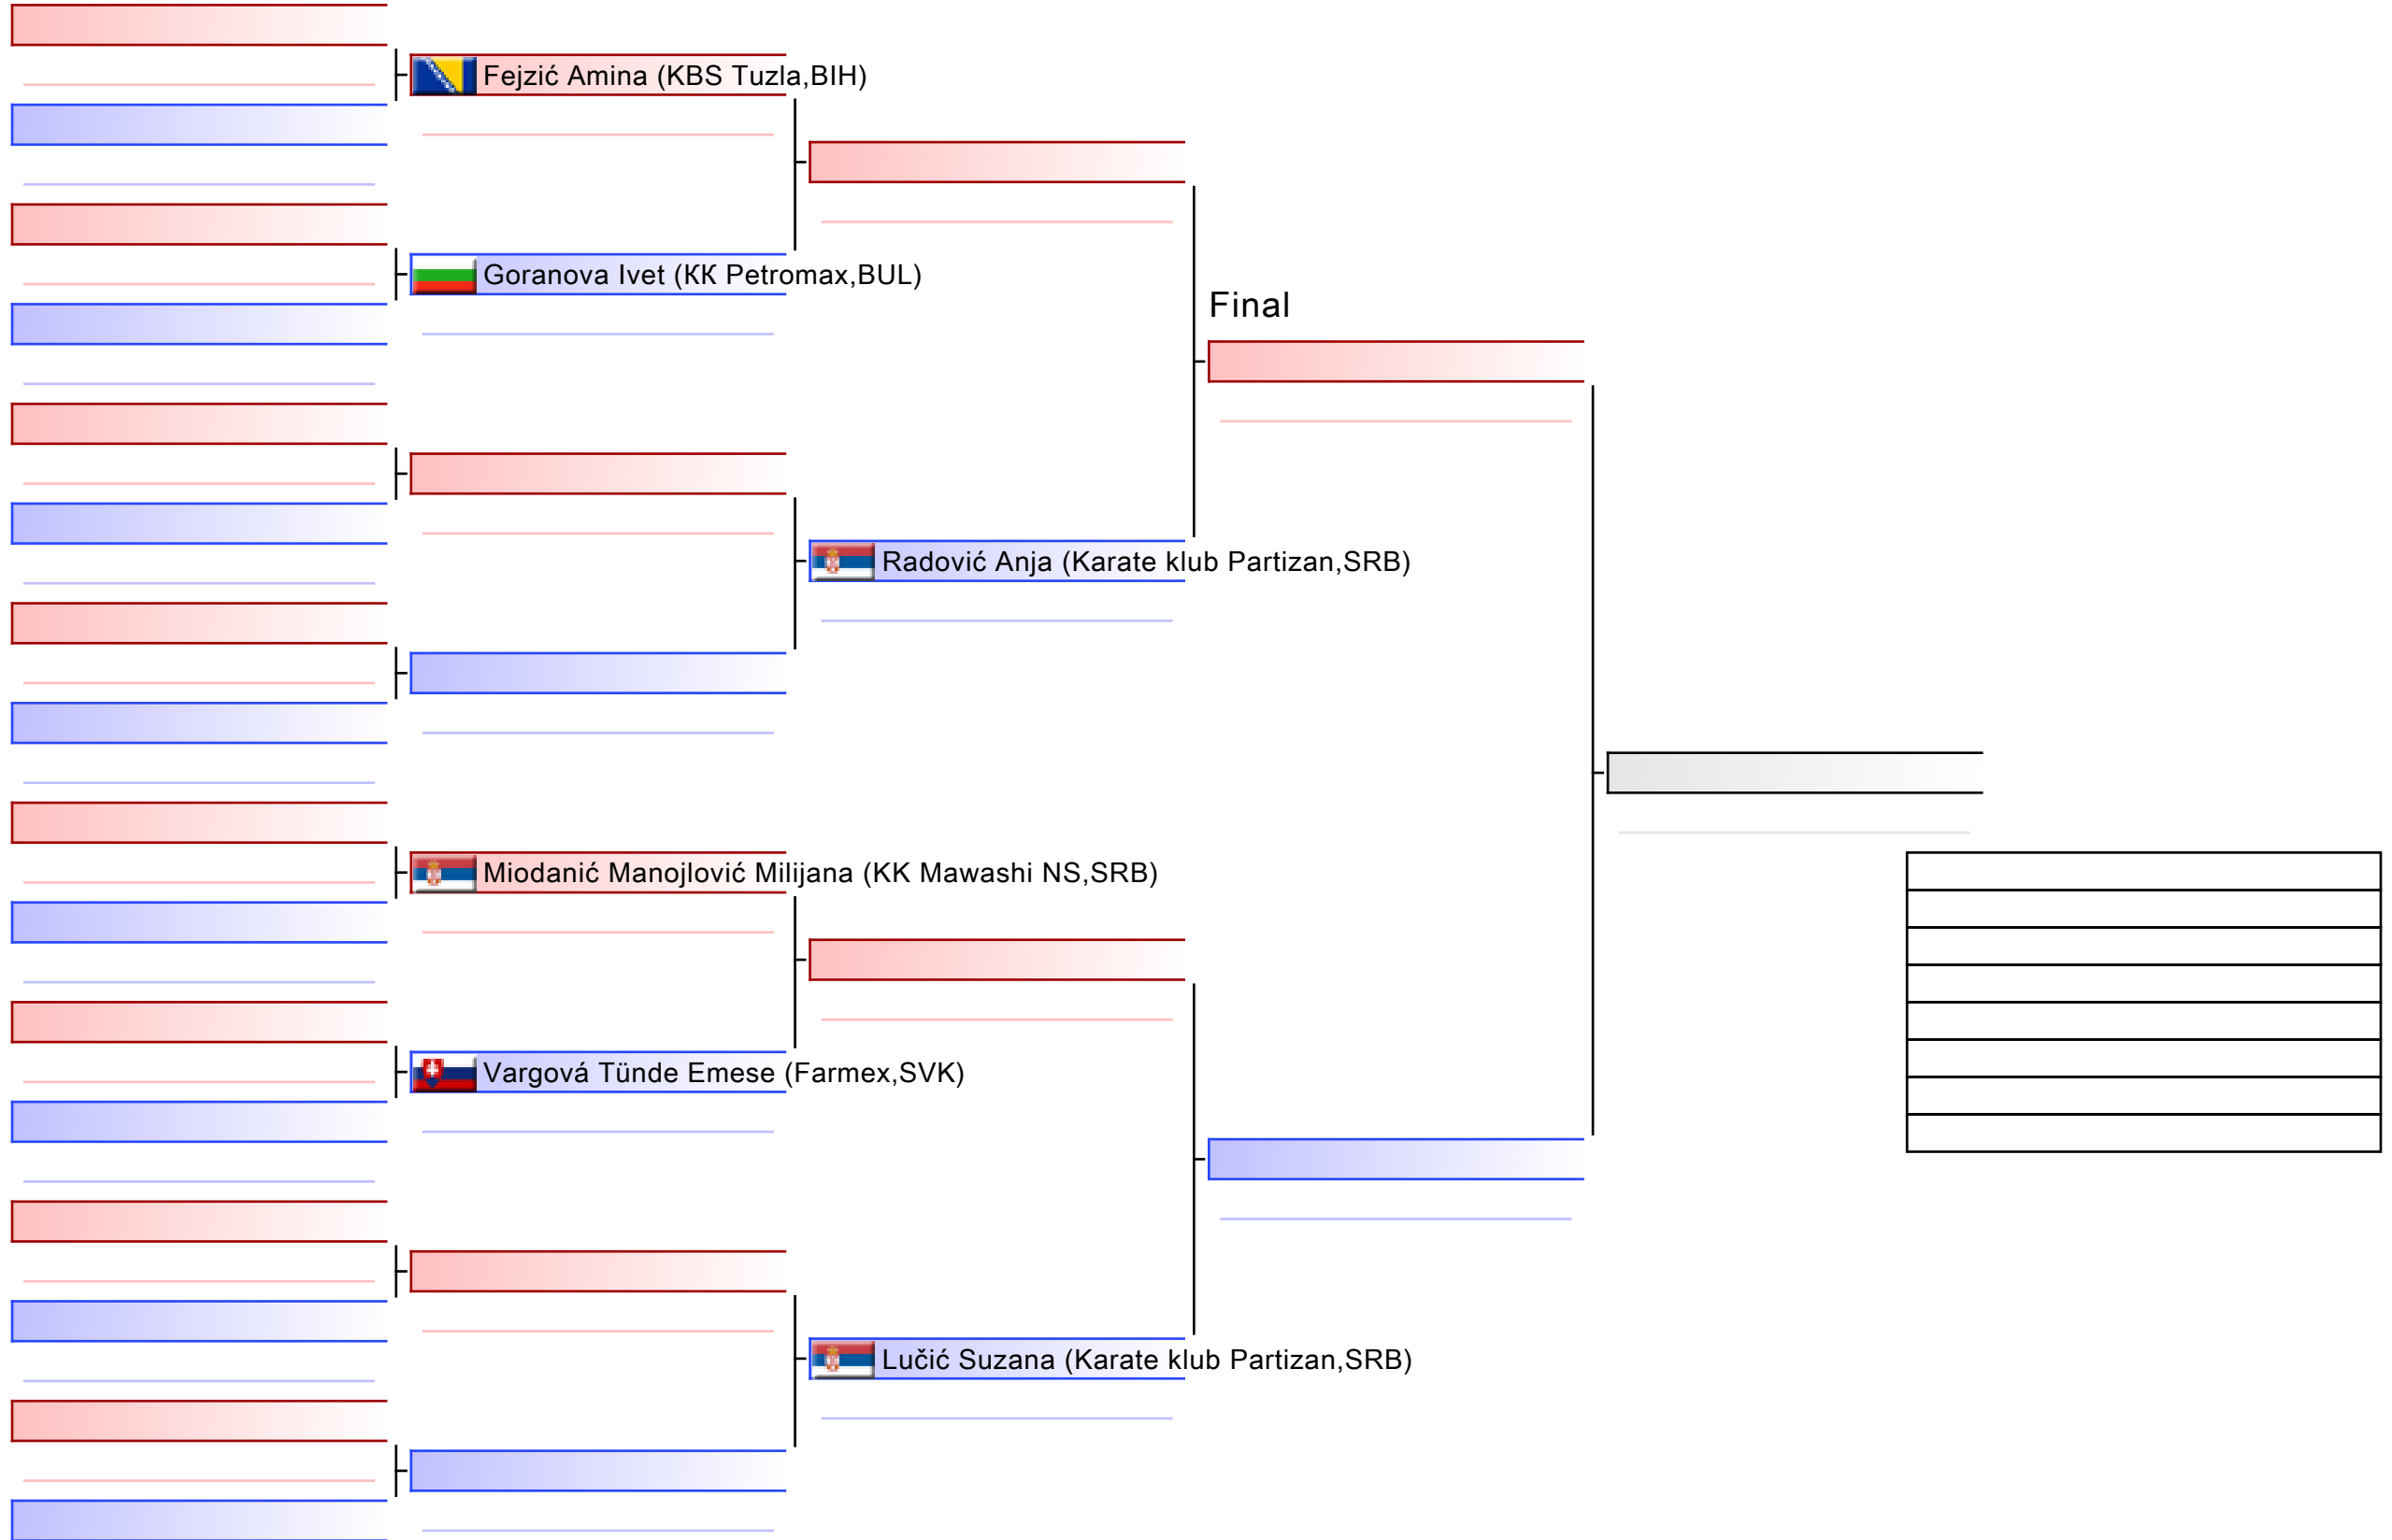 Fejzić Amina (KBS Tuzla,BIH)
Goranova Ivet (КК Petromax,BUL)
Final
Radović Anja (Karate klub Partizan,SRB)
Miodanić Manojlović Milijana (KK Mawashi NS,SRB)
Vargová Tünde Emese (Farmex,SVK)
Lučić Suzana (Karate klub Partizan,SRB)